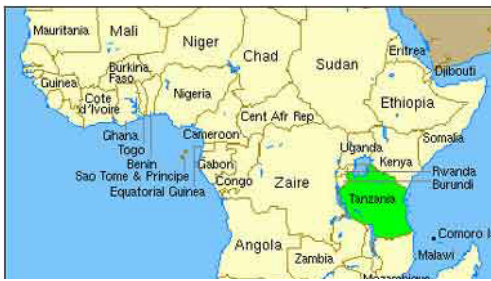 Mauritania
Mali
Niger
Chad
Sudan
Eritrea
Djibouti
Guinea
Burkina
Faso
Cote
d'Ivoire
Nigeria
Ethiopia
Cent Afr Rep
Ghana
Togo
Benin
Sao Tome & Principe
Equatorial Guinea
Cameroon
Gabon
Congo
Zaire
Uganda
Kenya
Somalia
Rwanda
Burundi
Tanzania
Comoro
Angola
Zambia
Malawi
Mozambique